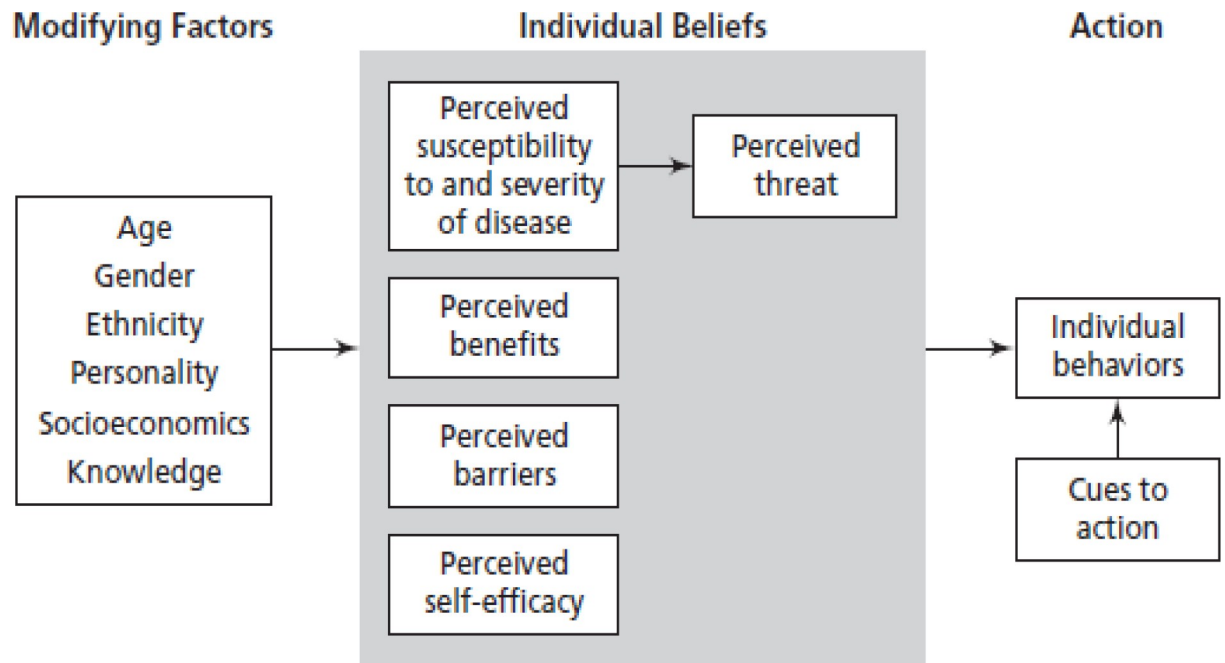 Modifying Factors
Individual Beliefs
Action
Age
Gender
Ethnicity
Personality
Socioeconomics
Knowledge
Perceived
susceptibility
to and severity
of disease
Perceived
threat
Perceived
benefits
Perceived
barriers
Perceived
self-efficacy
Individual
behaviors
Cues to
action